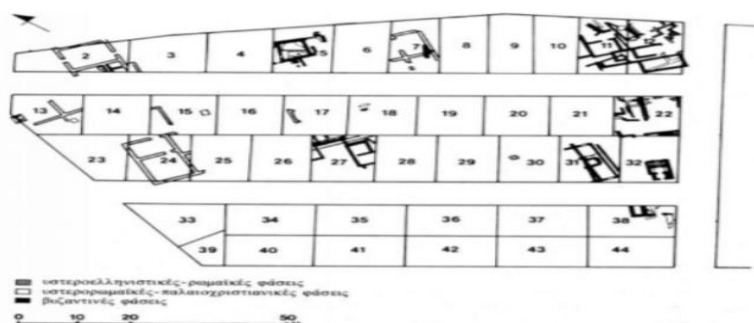 2 3 4 5 6 7 8 9 10 11 12
13 14 15 16 17 18 19 20 21 22
23 24 25 26 27 28 29 30 31 32
33 34 35 36 37 38
39 40 41 42 43 44
υστεροελληνιστικές-ρωμαϊκές φάσεις
υστερορωμαϊκές-παλαιοχριστιανικές φάσεις
βυζαντινές φάσεις
0 10 20 50